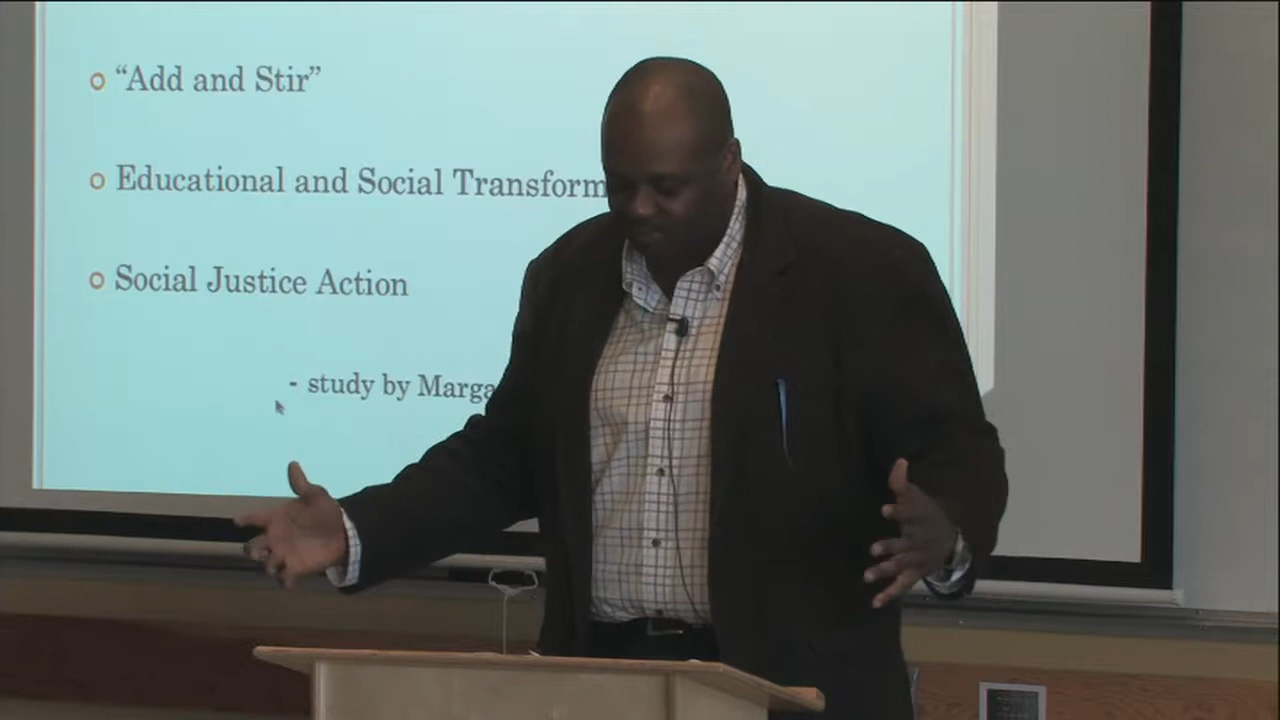 “Add and Stir”
Educational and Social Transform
Social Justice Action
- study by Marga